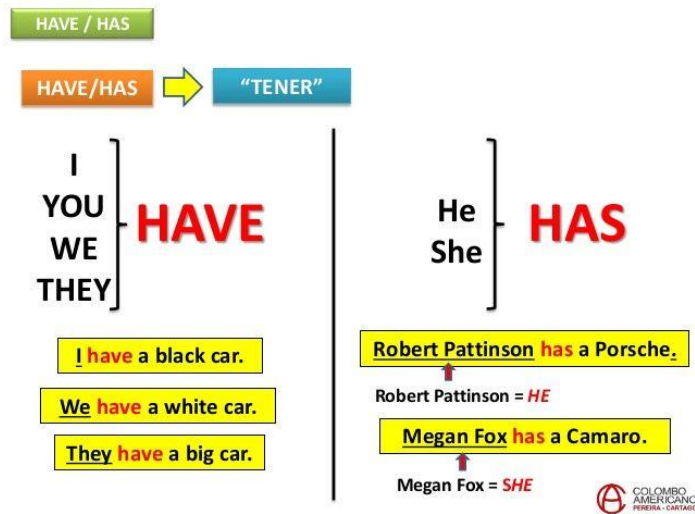 HAVE / HAS
HAVE/HAS
“TENER”
I
YOU
WE
THEY
HAVE
I have a black car.
We have a white car.
They have a big car.
He
She
HAS
Robert Pattinson has a Porsche.
Robert Pattinson = HE
Megan Fox has a Camaro.
Megan Fox = SHE
COLOMBO
AMERICANO
PEREIRA - CARTAGO